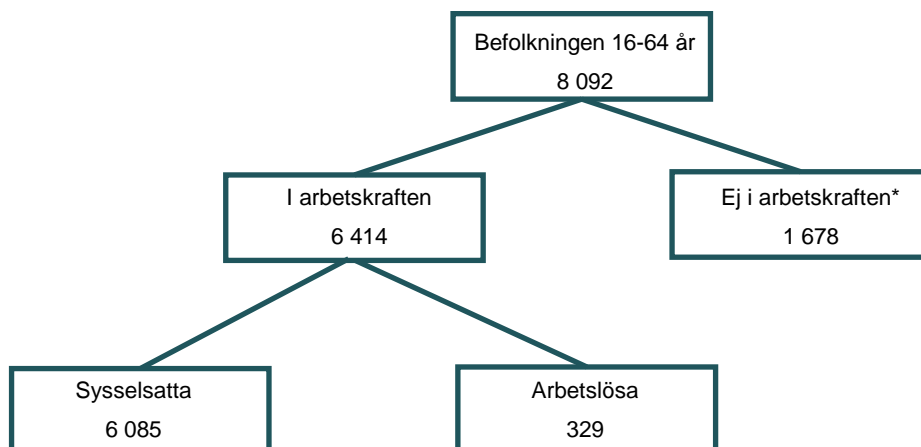 Befolkningen 16-64 år
8 092
I arbetskraften
6 414
Ej i arbetskraften*
1 678
Sysselsatta
6 085
Arbetslösa
329